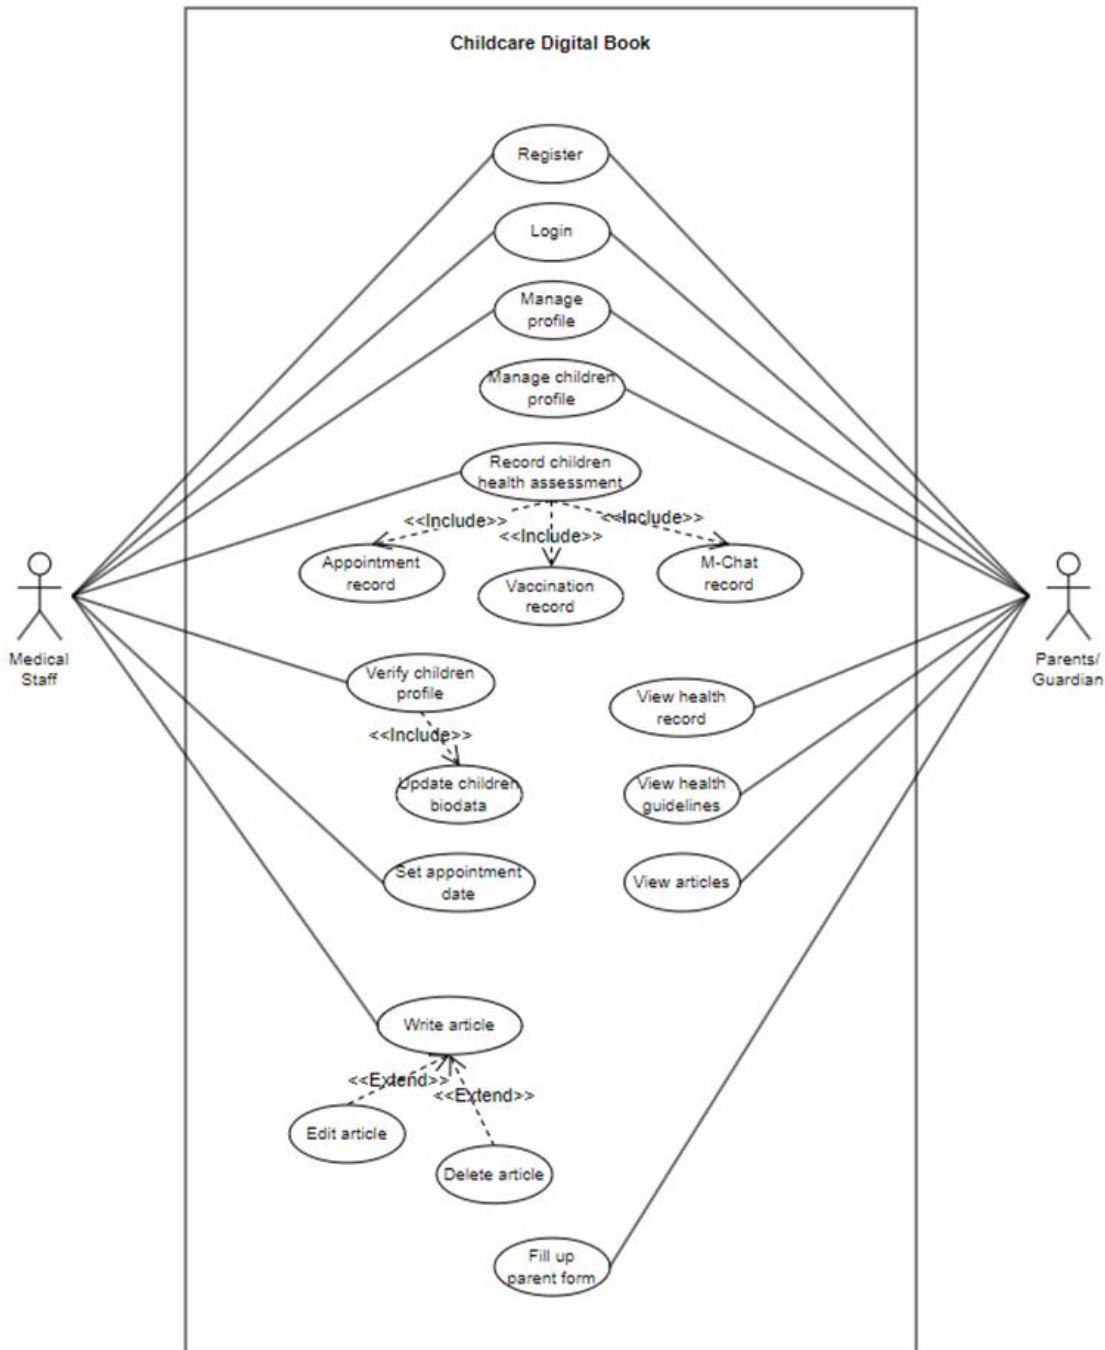 Childcare Digital Book
Register
Login
Manage
profile
Manage children
profile
Record children
health assessment
<<Include>>
<<Include>>
<<Include>>
Appointment
record
Vaccination
record
M-Chat
record
Medical
Staff
Parents/
Guardian
Verify children
profile
<<Include>>
Update children
biodata
View health
record
View health
guidelines
Set appointment
date
View articles
Write article
<<Extend>>
<<Extend>>
Edit article
Delete article
Fill up
parent form